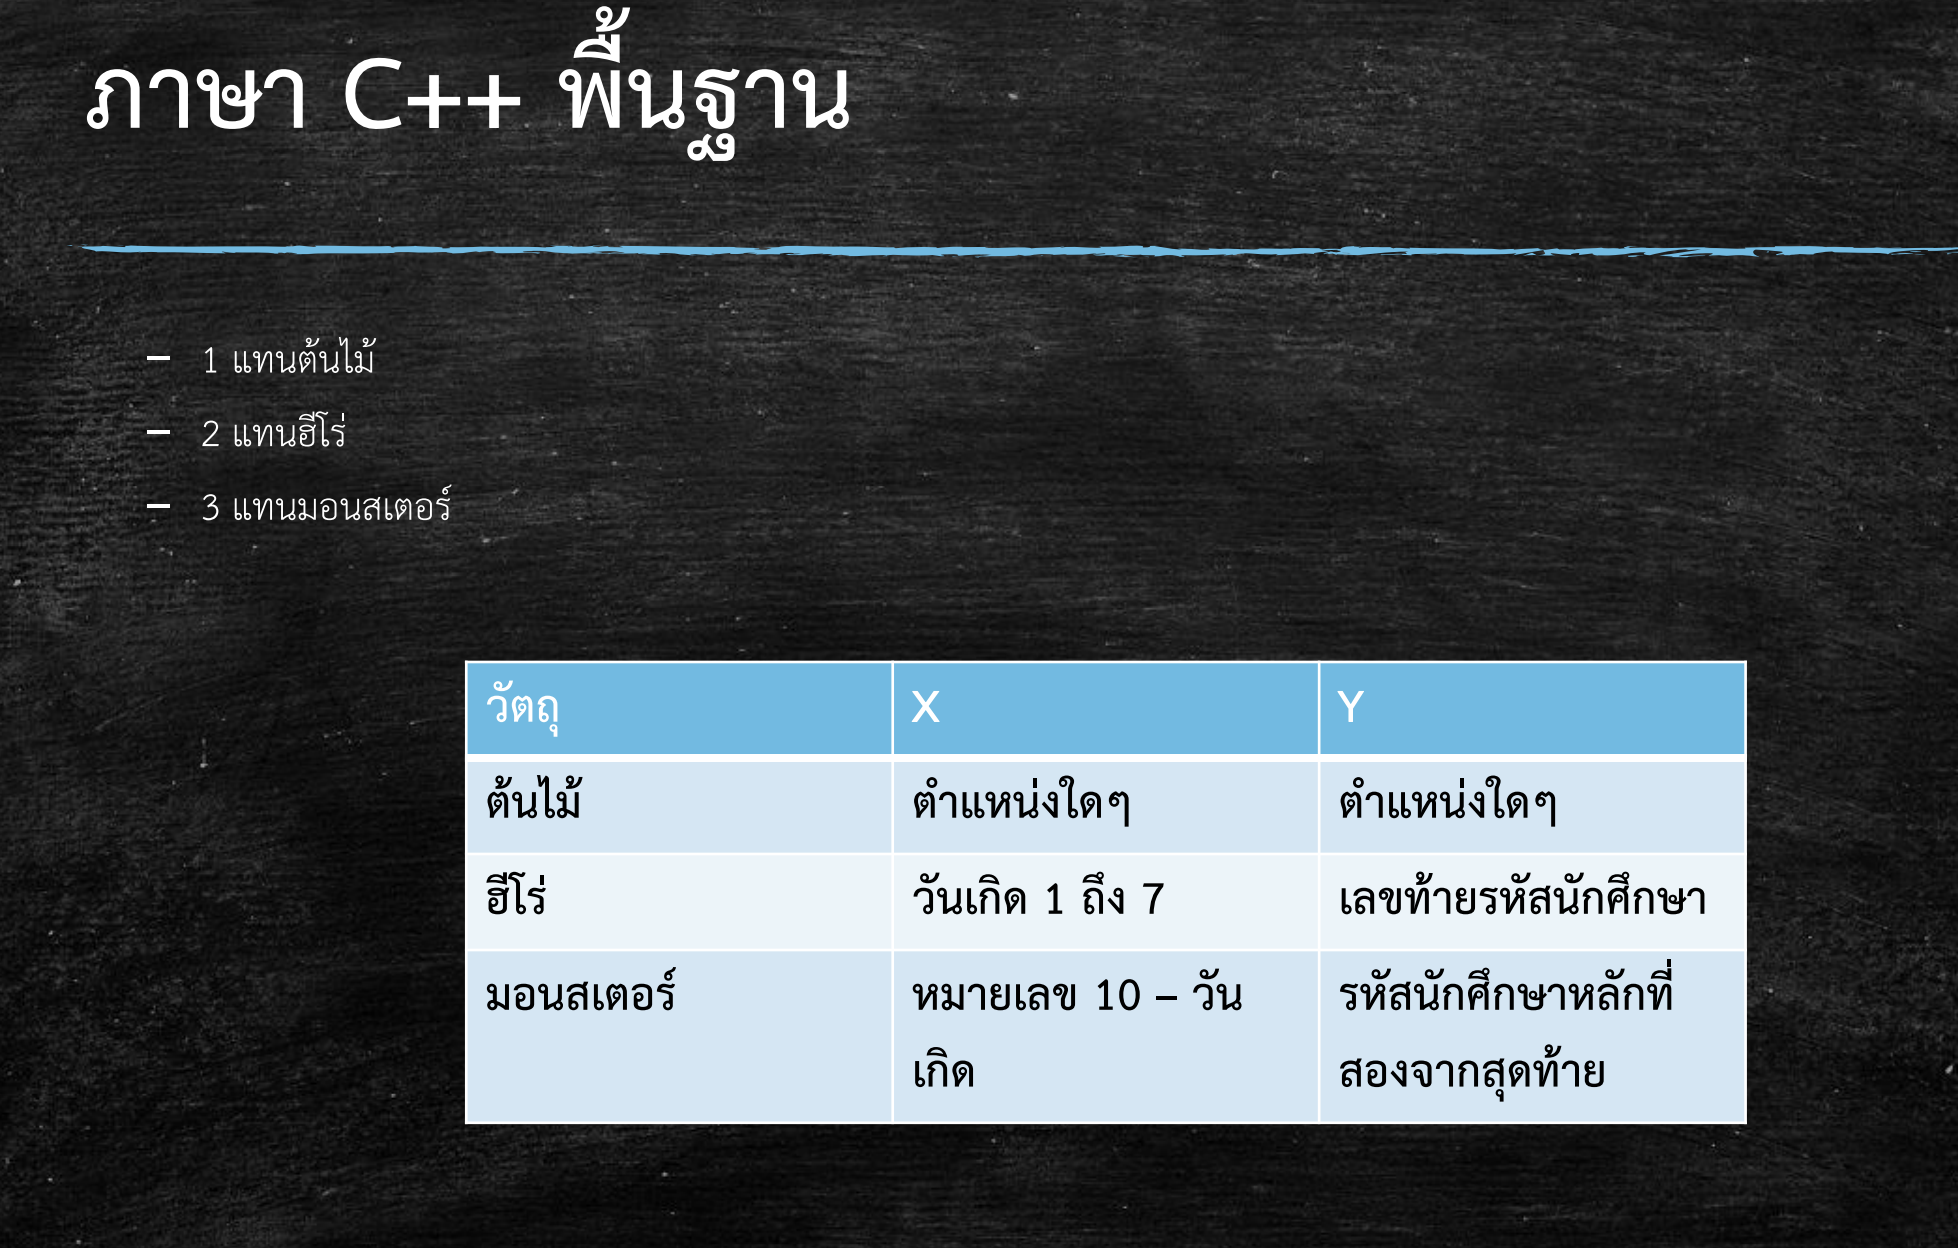 ภาษา C++ พื้นฐาน
– 1 แทนต้นไม้
– 2 แทนฮีโร่
– 3 แทนมอนสเตอร์
วัตถุ X Y
ต้นไม้ ตำแหน่งใดๆ ตำแหน่งใดๆ
ฮีโร่ วันเกิด 1 ถึง 7 เลขท้ายรหัสนักศึกษา
มอนสเตอร์ หมายเลข 10 – วัน รหัสนักศึกษาหลักที่
เกิด สองจากสุดท้าย